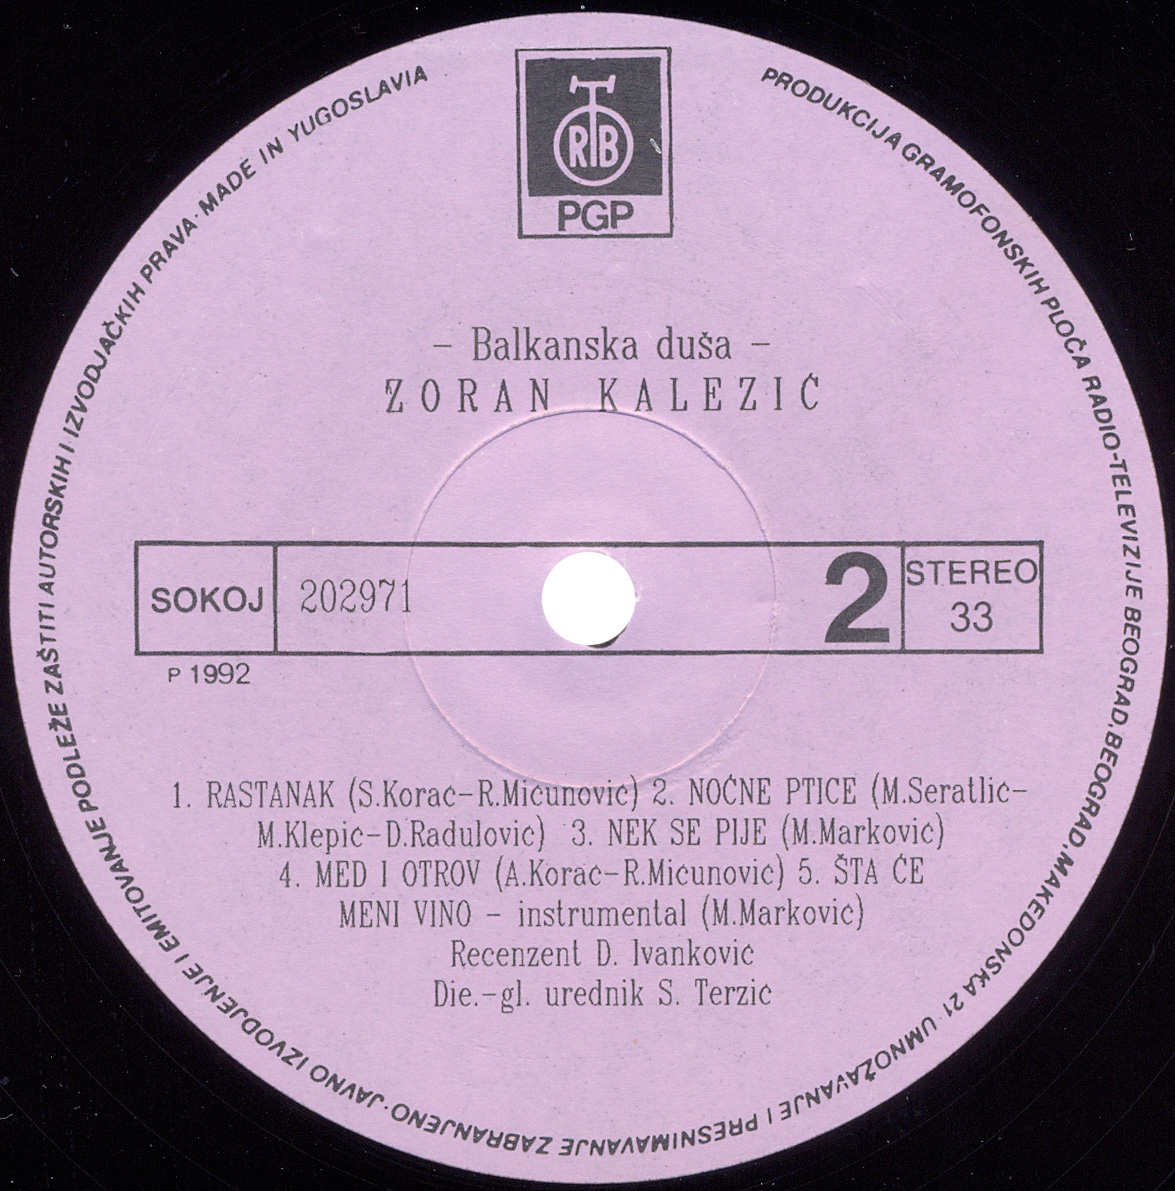 RTB
PGP
PRODUKCIJA GRAMOFONSKIH PLOČA RADIO-TELEVIZIJE BEOGRAD, BEOGRAD, MAKEDONSKA 21 · UMNOŽAVANJE I PRESNIMAVANJE ZABRANJENO · JAVNO IZVODJENJE I EMITOVANJE PODLEŽE ZAŠTITI AUTORSKIH I IZVODJAČKIH PRAVA · MADE IN YUGOSLAVIA
- Balkanska duša -
ZORAN KALEZIĆ
SOKOJ 202971 2 STEREO
33
P 1992
1. RASTANAK (S.Korać-R.Mićunović) 2. NOĆNE PTICE (M.Seratlić-
M.Klepić-D.Radulović) 3. NEK SE PIJE (M.Marković)
4. MED I OTROV (A.Korać-R.Mićunović) 5. ŠTA ĆE
MENI VINO - instrumental (M.Marković)
Recenzent D. Ivanković
Die.-gl. urednik S. Terzić